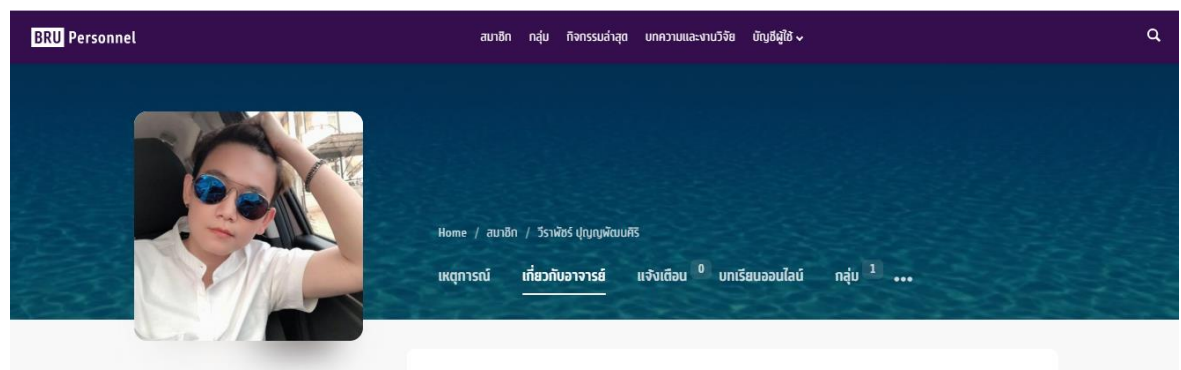 BRU Personnel
สมาชิก กลุ่ม กิจกรรมล่าสุด บทความและงานวิจัย บัญชีผู้ใช้
Home / สมาชิก / วีราพัชร์ ปุญญพัฒนศิริ
เหตุการณ์ เกี่ยวกับอาจารย์ แจ้งเตือน 0 บทเรียนออนไลน์ กลุ่ม 1 •••